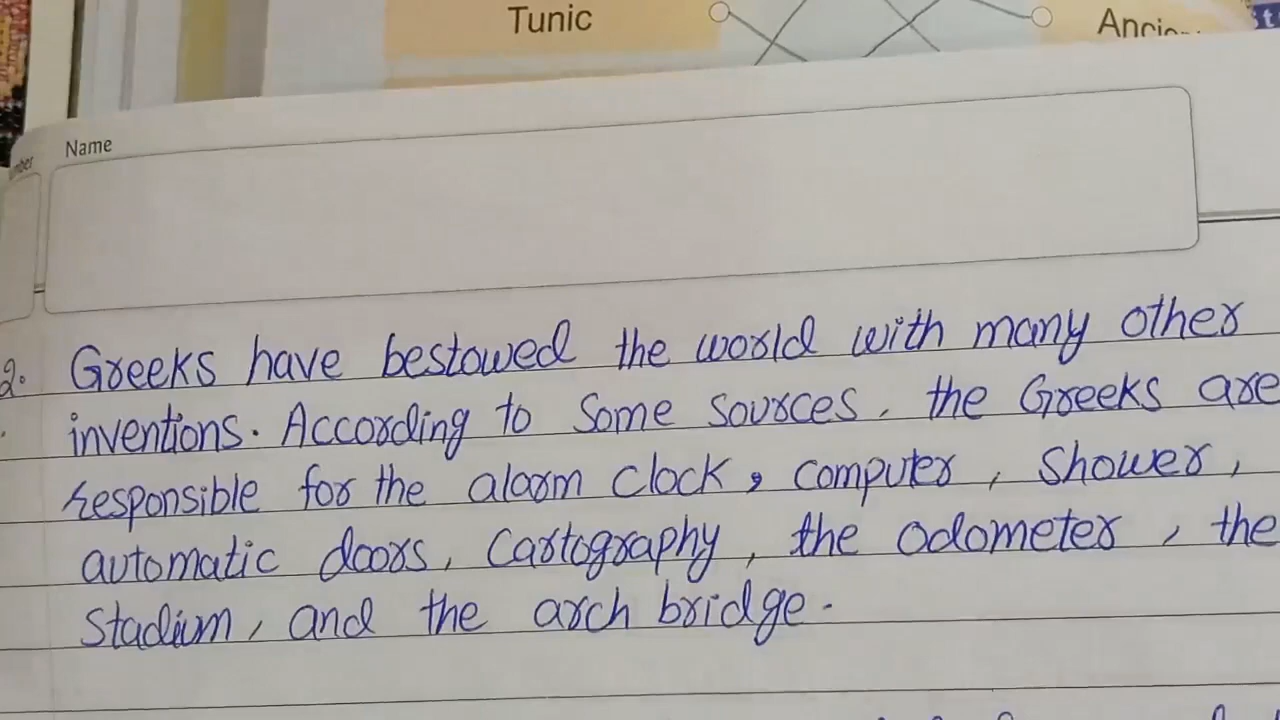 Tunic
Name
2. Greeks have bestowed the world with many other
inventions. According to Some sources, the Greeks are
responsible for the alarm clock, computer, Shower,
automatic doors, Cartography, the odometer, the
Stadium, and the arch bridge.